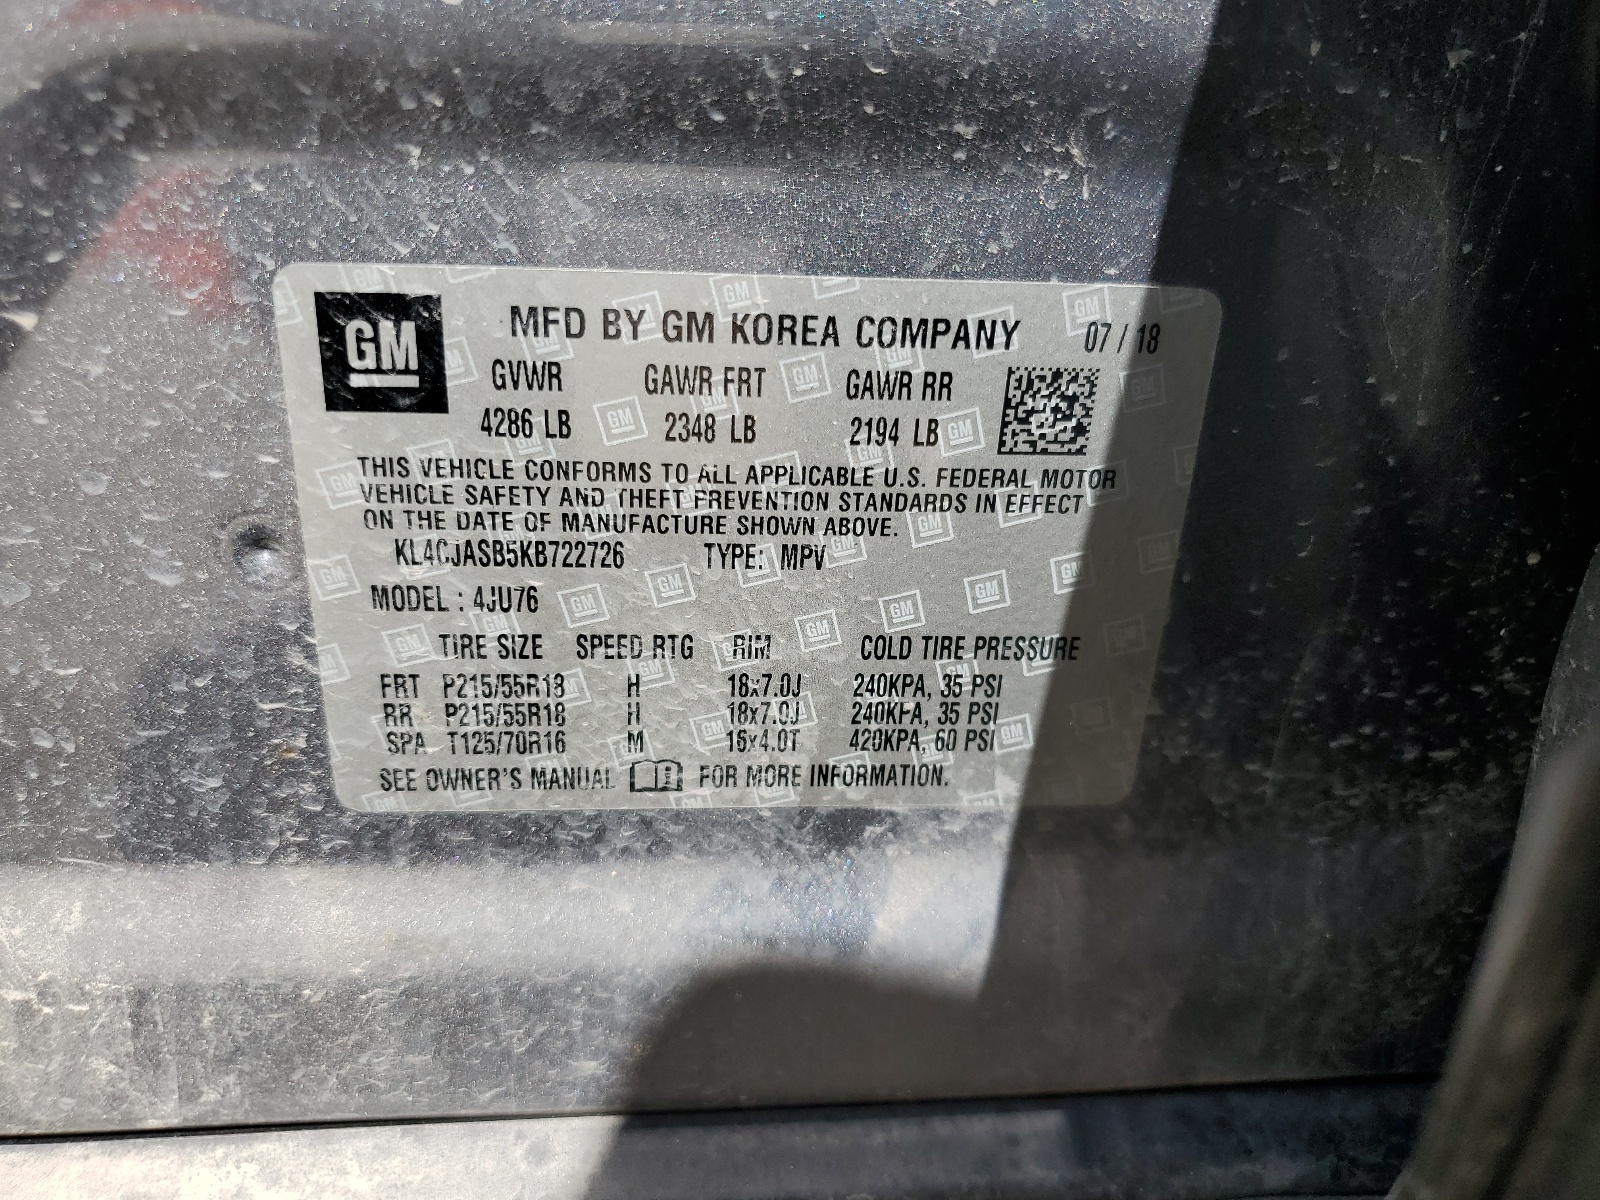 GM MFD BY GM KOREA COMPANY 07 / 18
GVWR GAWR FRT GAWR RR
4286 LB 2348 LB 2194 LB
THIS VEHICLE CONFORMS TO ALL APPLICABLE U.S. FEDERAL MOTOR
VEHICLE SAFETY AND THEFT PREVENTION STANDARDS IN EFFECT
ON THE DATE OF MANUFACTURE SHOWN ABOVE.
KL4CJASB5KB722726 TYPE: MPV
MODEL : 4JU76
TIRE SIZE SPEED RTG RIM COLD TIRE PRESSURE
FRT P215/55R18 H 18x7.0J 240KPA, 35 PSI
RR P215/55R18 H 18x7.0J 240KPA, 35 PSI
SPA T125/70R16 M 16x4.0T 420KPA, 60 PSI
SEE OWNER'S MANUAL FOR MORE INFORMATION.